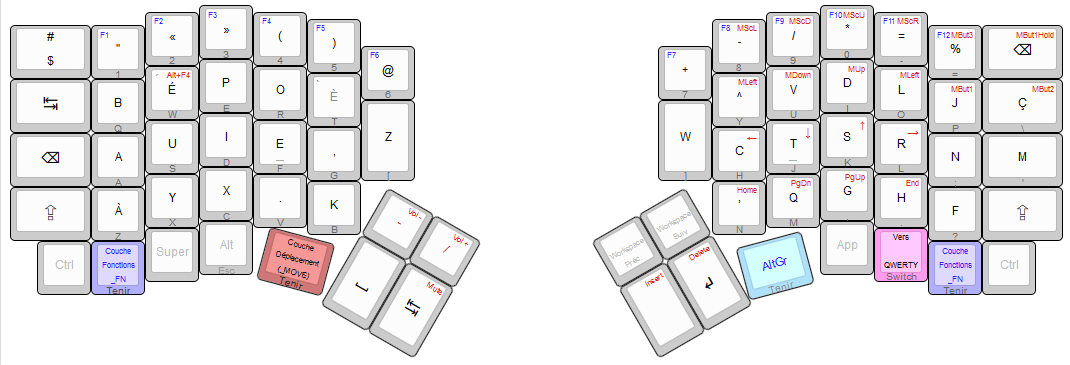 #
$
F1
"
1
F2
«
2
F3
»
3
F4
(
4
F5
)
5
F6
@
6
F7
+
7
F8 MScL
-
8
F9 MScD
/
9
F10 MScU
*
0
F11 MScR
=
-
F12 MBut3
%
=
MBut1Hold
⌫
↹
B
Q
Alt+F4
É
W
P
E
O
R
`
È
T
MLeft
^
Y
MDown
V
U
MUp
D
I
MLeft
L
O
MBut1
J
P
MBut2
Ç
\
⌫
A
A
U
S
I
D
E
F
,
G
Z
[
W
]
←
C
H
↓
T
J
↑
S
K
→
R
L
N
;
M
'
⇪
À
Z
Y
X
X
C
.
V
K
B
Home
'
N
PgDn
Q
M
PgUp
G
,
End
H
.
F
?
⇪
Ctrl
Couche
Fonctions
_FN
Tenir
Super
Alt
Esc
Couche
Déplacement
(_MOVE)
Tenir
Vol -
-
Vol +
/
Mute
↹
Workspace
Préc.
Workspace
Suiv.
Insert
Delete
↲
AltGr
Tenir
App
Vers
QWERTY
Switch
Couche
Fonctions
_FN
Tenir
Ctrl